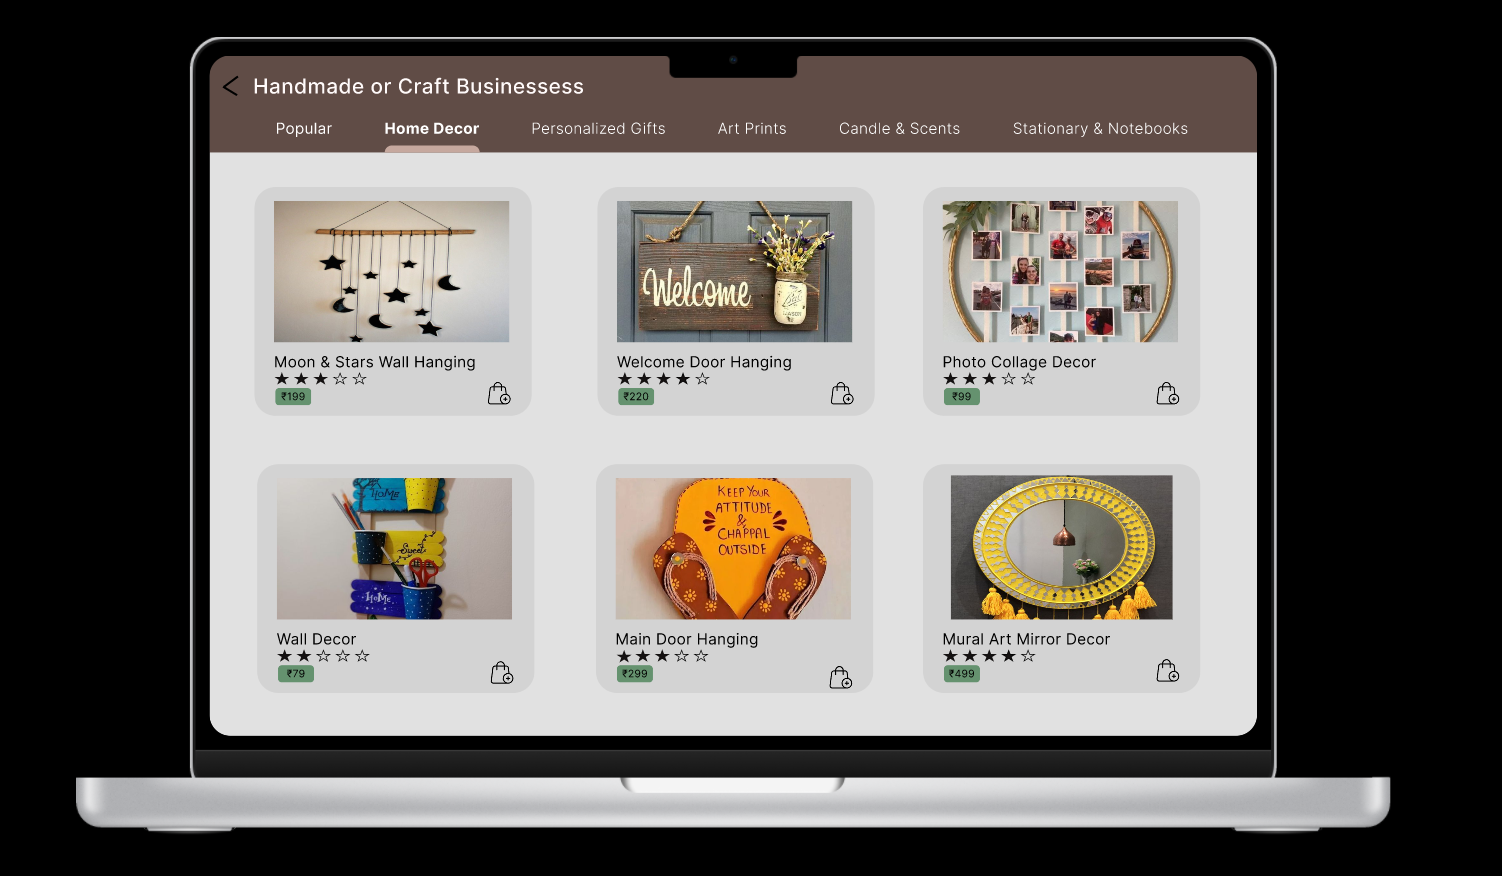 Handmade or Craft Businessess
Popular
Home Decor
Personalized Gifts
Art Prints
Candle & Scents
Stationary & Notebooks
Welcome
MASON
Moon & Stars Wall Hanging
₹199
Welcome Door Hanging
₹220
Photo Collage Decor
₹99
HoMe
Sweet
HoMe
KEEP YOUR
ATTITUDE
&
CHAPPAL
OUTSIDE
Wall Decor
₹79
Main Door Hanging
₹299
Mural Art Mirror Decor
₹499